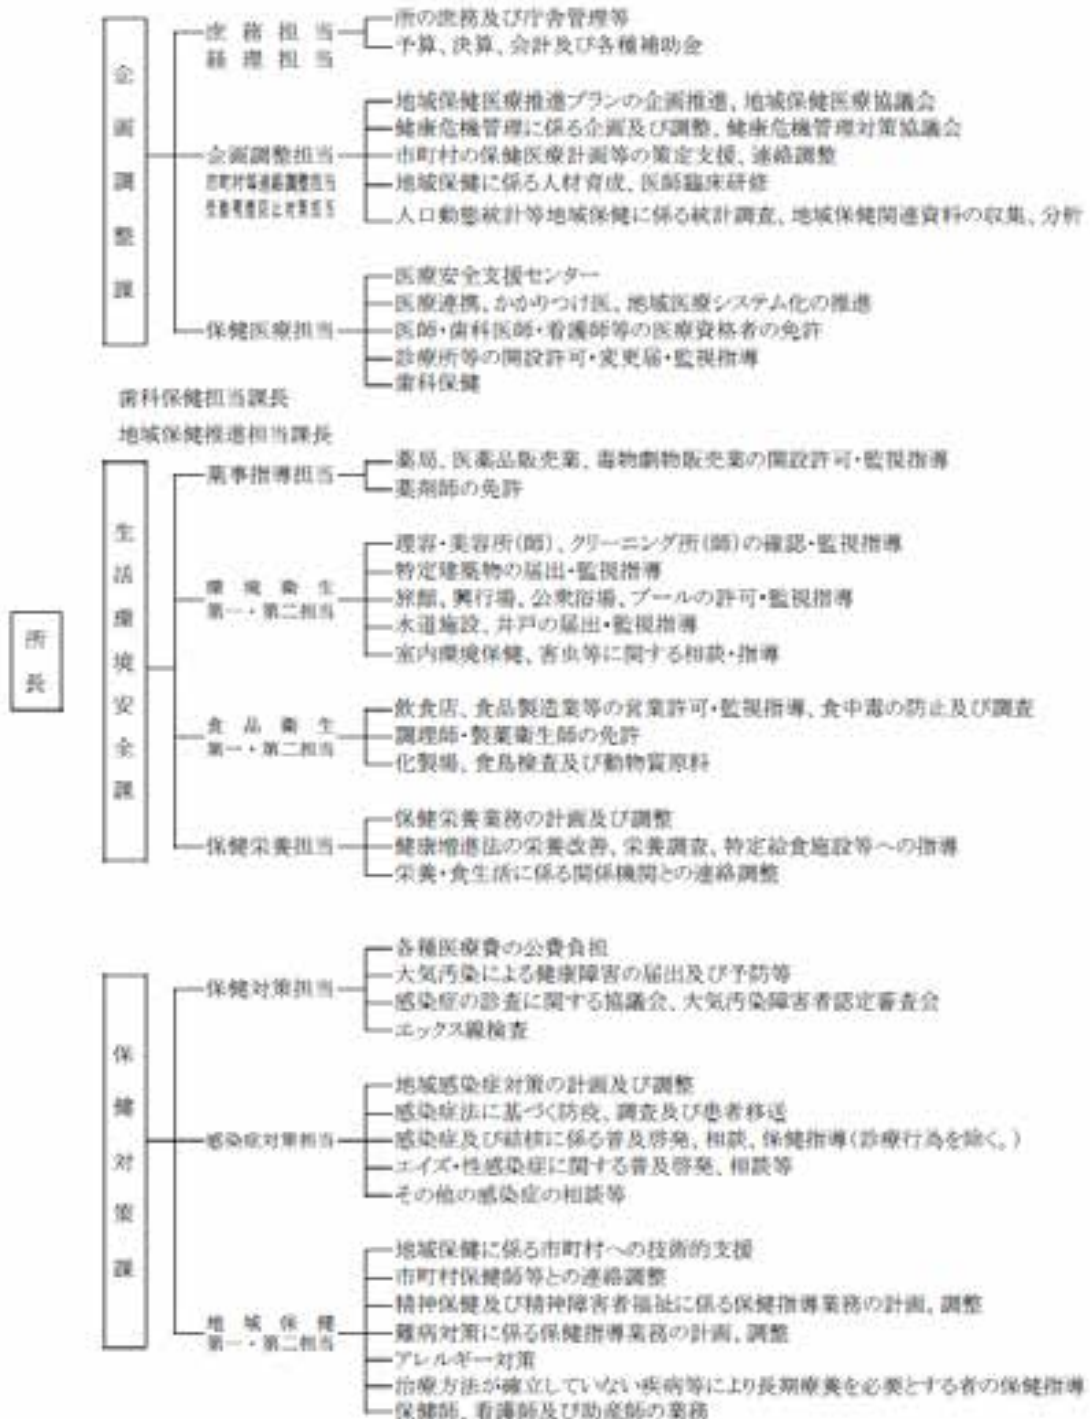 所長
企画調整課
庶務担当
経理担当
所の庶務及び庁舎管理等
予算、決算、会計及び各種補助金
企画調整担当
市町村等連絡調整担当
受動喫煙防止対策担当
地域保健医療推進プランの企画推進、地域保健医療協議会
健康危機管理に係る企画及び調整、健康危機管理対策協議会
市町村の保健医療計画等の策定支援、連絡調整
地域保健に係る人材育成、医師臨床研修
人口動態統計等地域保健に係る統計調査、地域保健関連資料の収集、分析
保健医療担当
医療安全支援センター
医療連携、かかりつけ医、地域医療システム化の推進
医師・歯科医師・看護師等の医療資格者の免許
診療所等の開設許可・変更届・監視指導
歯科保健
歯科保健担当課長
地域保健推進担当課長
生活環境安全課
薬事指導担当
薬局、医薬品販売業、毒物劇物販売業の開設許可・監視指導
薬剤師の免許
環境衛生
第一・第二担当
理容・美容所(師)、クリーニング所(師)の確認・監視指導
特定建築物の届出・監視指導
旅館、興行場、公衆浴場、プールの許可・監視指導
水道施設、井戸の届出・監視指導
室内環境保健、害虫等に関する相談・指導
食品衛生
第一・第二担当
飲食店、食品製造業等の営業許可・監視指導、食中毒の防止及び調査
調理師・製菓衛生師の免許
化製場、食鳥検査及び動物質原料
保健栄養担当
保健栄養業務の計画及び調整
健康増進法の栄養改善、栄養調査、特定給食施設等への指導
栄養・食生活に係る関係機関との連絡調整
保健対策課
保健対策担当
各種医療費の公費負担
大気汚染による健康障害の届出及び予防等
感染症の診査に関する協議会、大気汚染障害者認定審査会
エックス線検査
感染症対策担当
地域感染症対策の計画及び調整
感染症法に基づく防疫、調査及び患者移送
感染症及び結核に係る普及啓発、相談、保健指導(診療行為を除く。)
エイズ・性感染症に関する普及啓発、相談等
その他の感染症の相談等
地域保健
第一・第二担当
地域保健に係る市町村への技術的支援
市町村保健師等との連絡調整
精神保健及び精神障害者福祉に係る保健指導業務の計画、調整
難病対策に係る保健指導業務の計画、調整
アレルギー対策
治療方法が確立していない疾病等により長期療養を必要とする者の保健指導
保健師、看護師及び助産師の業務